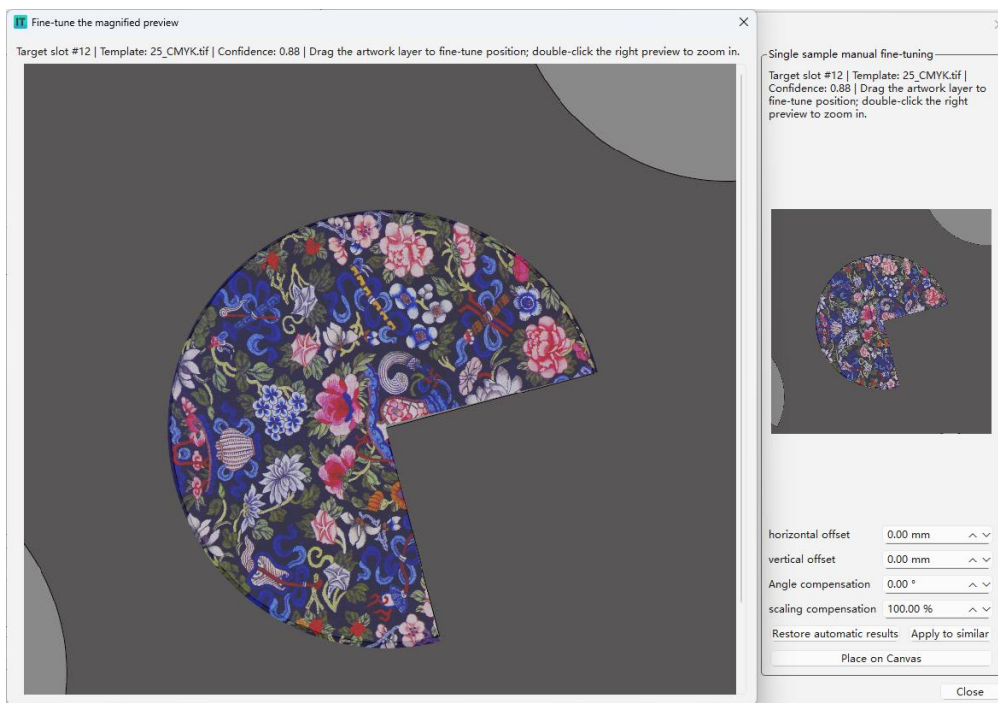 IT Fine-tune the magnified preview
Target slot #12 | Template: 25_CMYK.tif | Confidence: 0.88 | Drag the artwork layer to fine-tune position; double-click the right preview to zoom in.
Single sample manual fine-tuning
Target slot #12 | Template: 25_CMYK.tif |
Confidence: 0.88 | Drag the artwork layer to
fine-tune position; double-click the right
preview to zoom in.
horizontal offset 0.00 mm
vertical offset 0.00 mm
Angle compensation 0.00 °
scaling compensation 100.00 %
Restore automatic results Apply to similar
Place on Canvas
Close